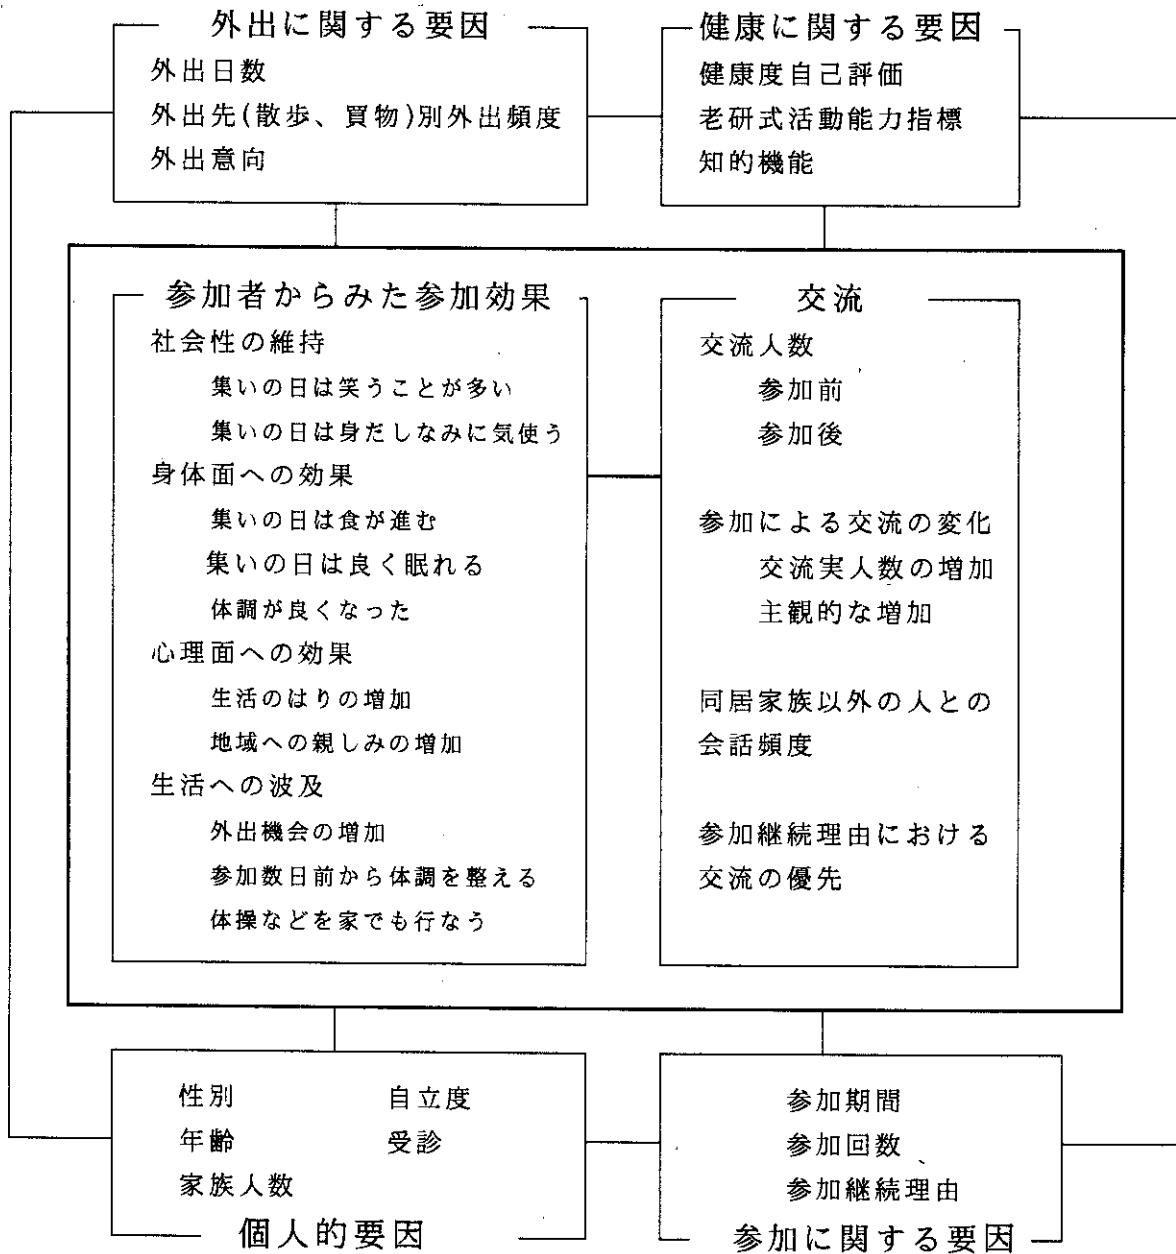 外出に関する要因
外出日数
外出先(散歩、買物)別外出頻度
外出意向
健康に関する要因
健康度自己評価
老研式活動能力指標
知的機能
参加者からみた参加効果
社会性の維持
集いの日は笑うことが多い
集いの日は身だしなみに気使う
身体面への効果
集いの日は食が進む
集いの日は良く眠れる
体調が良くなった
心理面への効果
生活のはりの増加
地域への親しみの増加
生活への波及
外出機会の増加
参加数日前から体調を整える
体操などを家でも行なう
交流
交流人数
参加前
参加後
参加による交流の変化
交流実人数の増加
主観的な増加
同居家族以外の人との
会話頻度
参加継続理由における
交流の優先
性別 自立度
年齢 受診
家族人数
個人的要因
参加期間
参加回数
参加継続理由
参加に関する要因